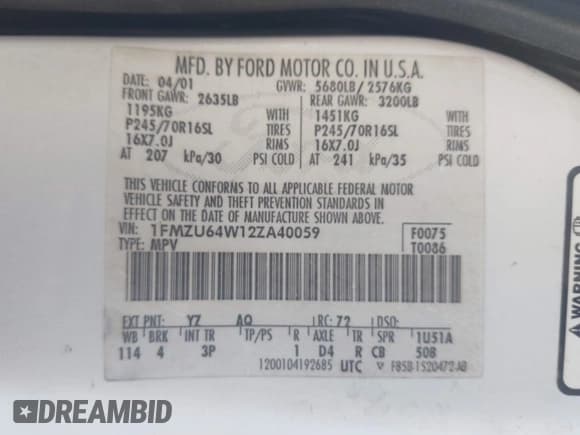 MFD. BY FORD MOTOR CO. IN U.S.A.
DATE: 04/01 GVWR: 5680LB/ 2576KG
FRONT GAWR: 2635LB REAR GAWR: 3200LB
1195KG WITH 1451KG WITH
P245/70R16SL TIRES P245/70R16SL TIRES
16X7.0J RIMS 16X7.0J RIMS
AT 207 kPa/30 PSI COLD AT 241 kPa/35 PSI COLD
THIS VEHICLE CONFORMS TO ALL APPLICABLE FEDERAL MOTOR
VEHICLE SAFETY AND THEFT PREVENTION STANDARDS IN
EFFECT ON THE DATE OF MANUFACTURE SHOWN ABOVE.
VIN: 1FMZU64W12ZA40059 F0075
TYPE: MPV T0086
EXT PNT: YZ AQ RC: 72 DSO:
WB BRK INT TR TP/PS R AXLE TR SPR 1U51A
114 4 3P 1 D4 R CB 508
1200104192685 UTC F85B-1520472-AB
WARNING
DREAMBID